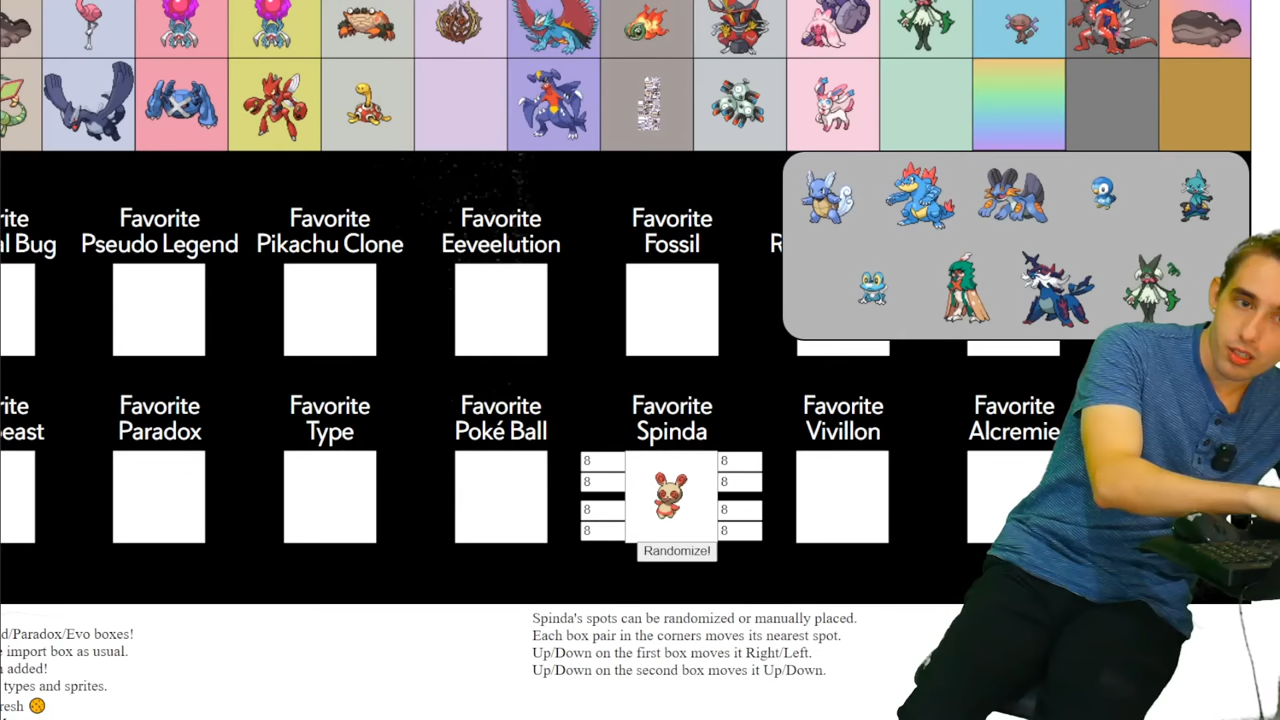 rite
l Bug
Favorite
Pseudo Legend
Favorite
Pikachu Clone
Favorite
Eeveelution
Favorite
Fossil
R
rite
east
Favorite
Paradox
Favorite
Type
Favorite
Poké Ball
Favorite
Spinda
Favorite
Vivillon
Favorite
Alcremie
8 8
8 8
8 8
8 8
Randomize!
d/Paradox/Evo boxes!
e import box as usual.
added!
types and sprites.
resh
Spinda's spots can be randomized or manually placed.
Each box pair in the corners moves its nearest spot.
Up/Down on the first box moves it Right/Left.
Up/Down on the second box moves it Up/Down.